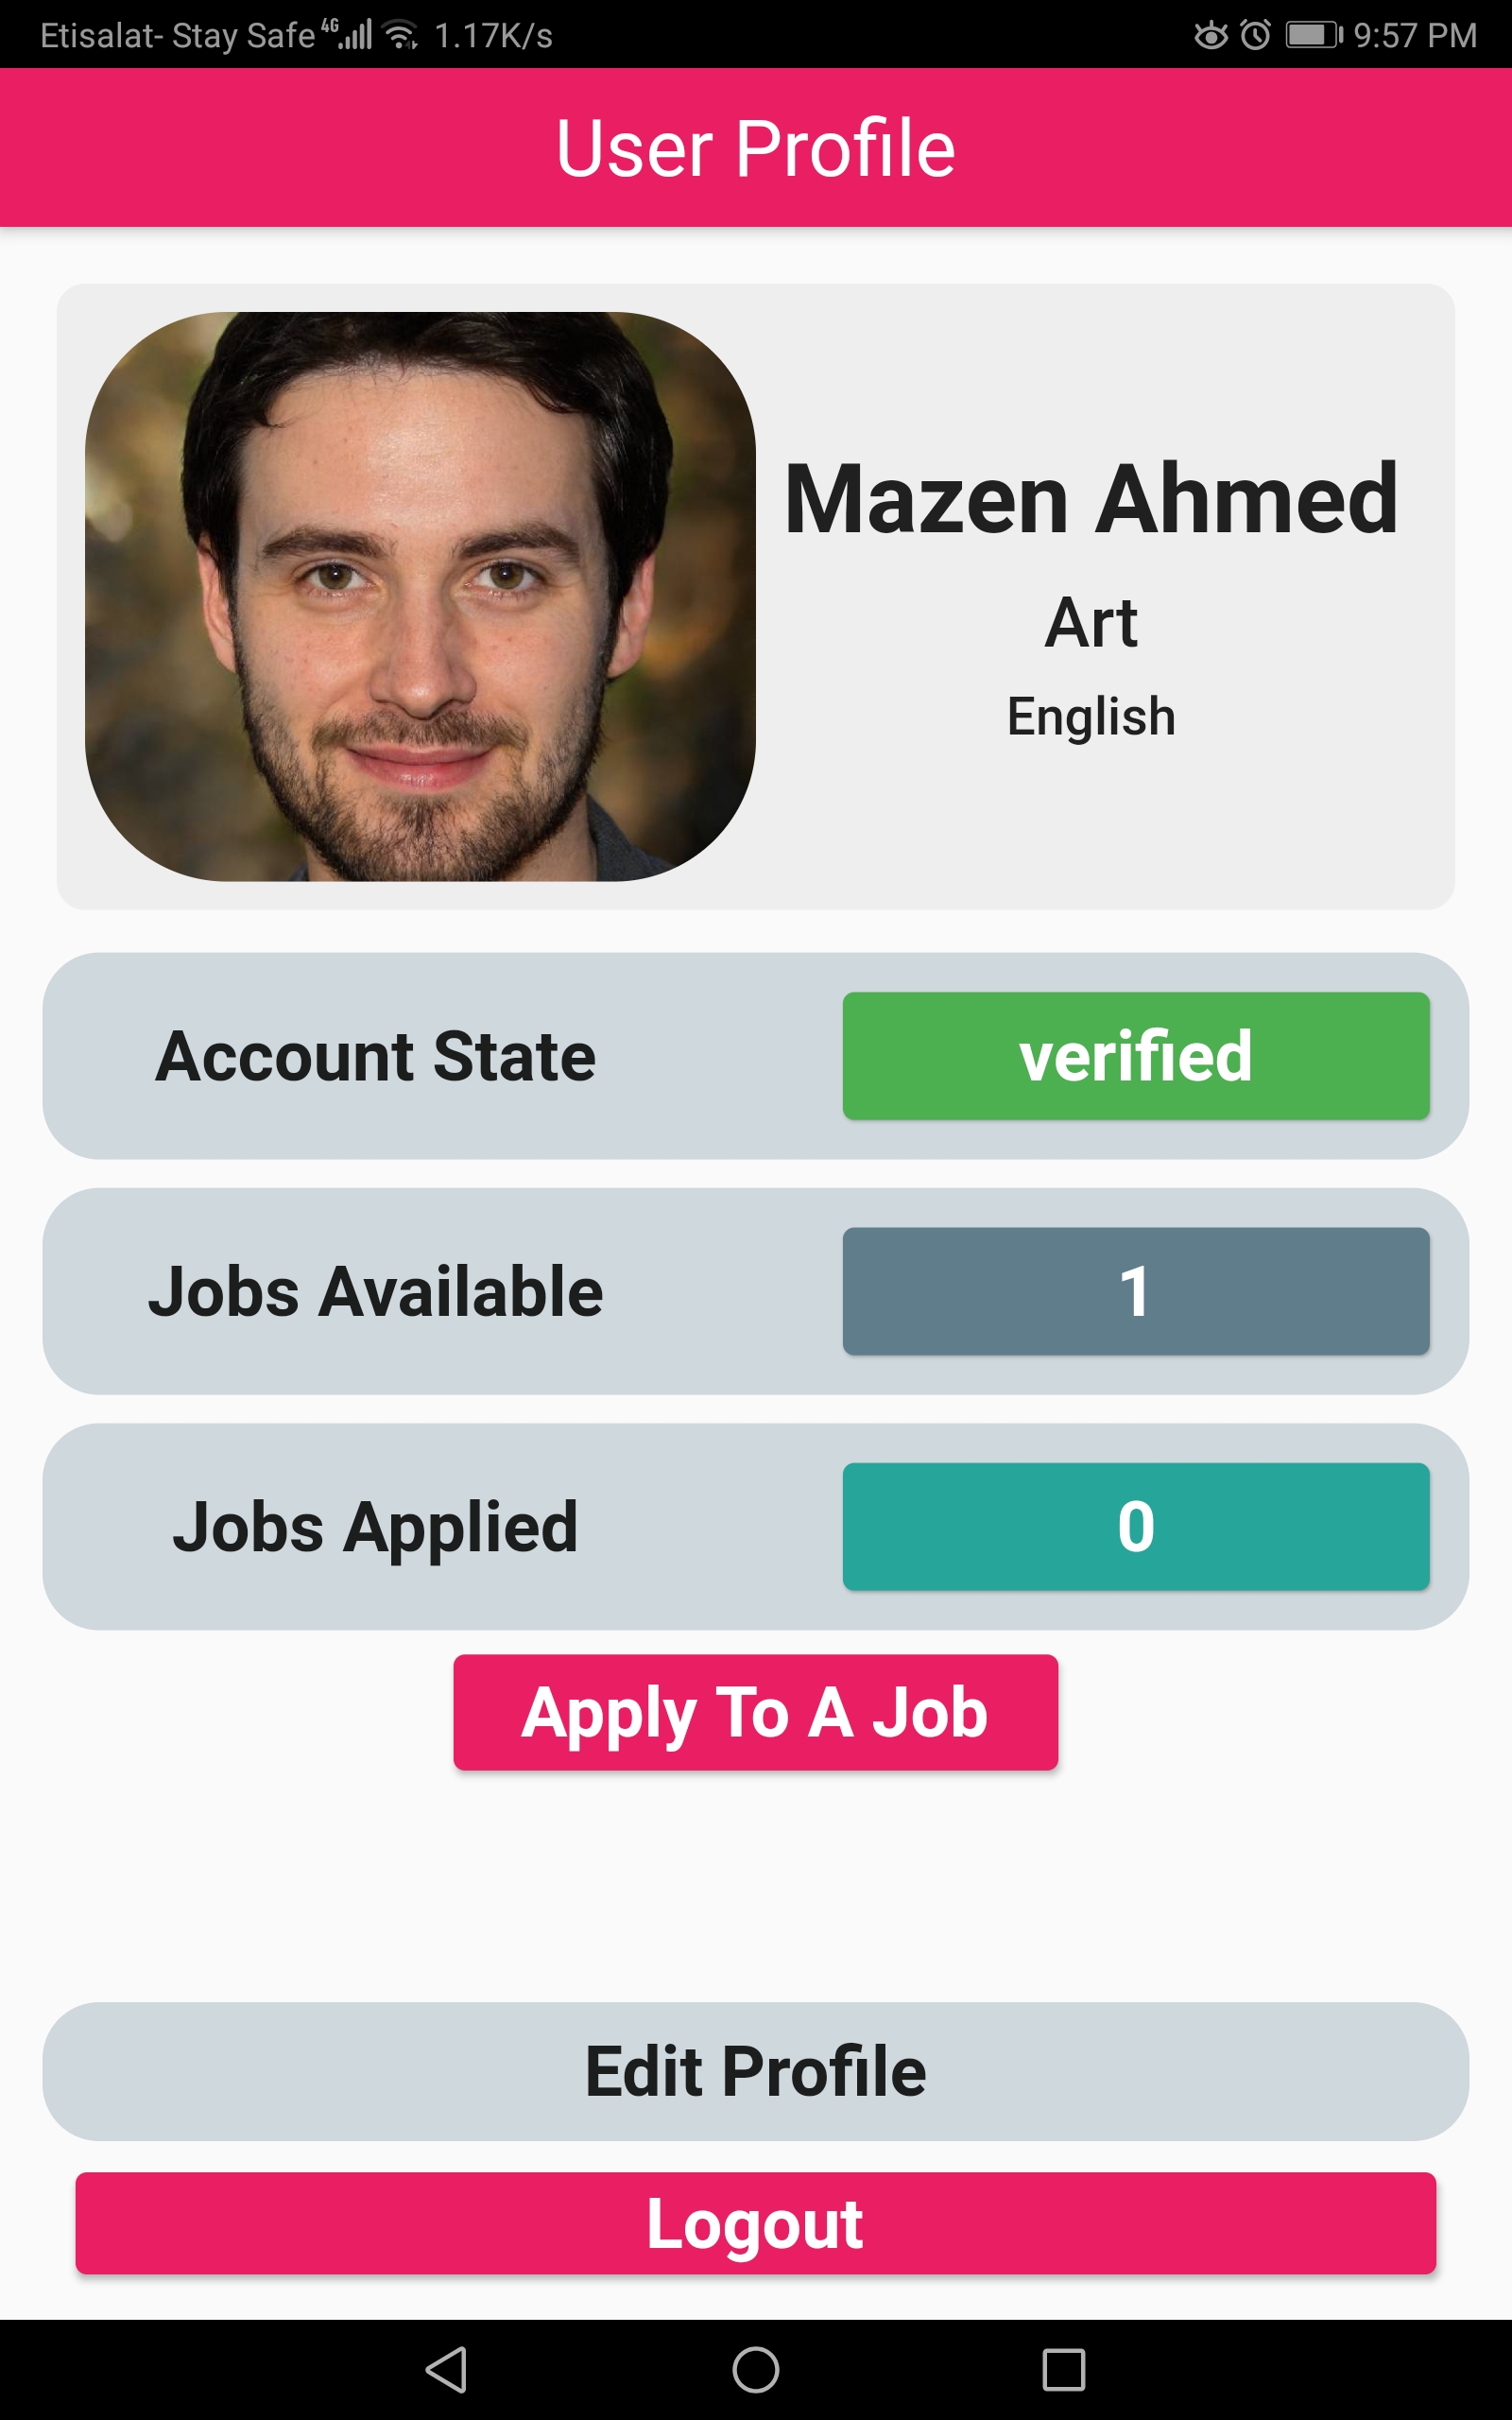 Etisalat- Stay Safe 4G 1.17K/s 9:57 PM
User Profile
Mazen Ahmed
Art
English
Account State verified
Jobs Available 1
Jobs Applied 0
Apply To A Job
Edit Profile
Logout